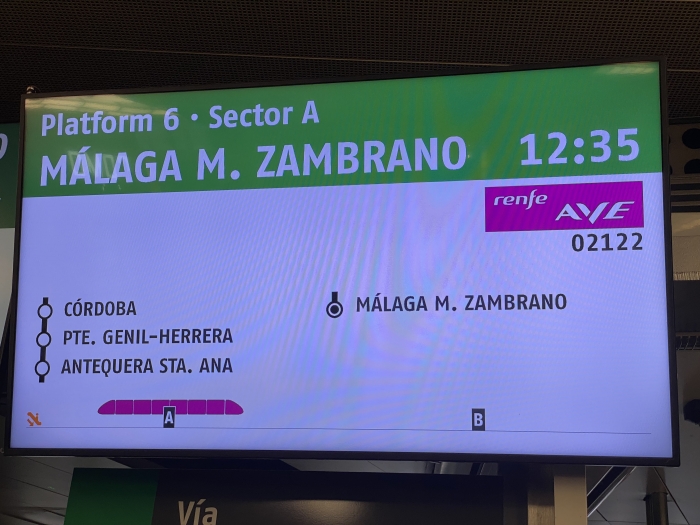 Platform 6 · Sector A
MÁLAGA M. ZAMBRANO 12:35
renfe AVE
02122
CÓRDOBA
PTE. GENIL-HERRERA
ANTEQUERA STA. ANA
MÁLAGA M. ZAMBRANO
A
B
Vía